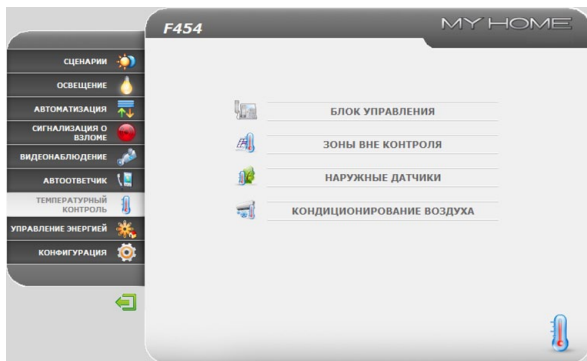 F454
MY HOME
СЦЕНАРИИ
ОСВЕЩЕНИЕ
АВТОМАТИЗАЦИЯ
СИГНАЛИЗАЦИЯ О
ВЗЛОМЕ
ВИДЕОНАБЛЮДЕНИЕ
АВТООТВЕТЧИК
ТЕМПЕРАТУРНЫЙ
КОНТРОЛЬ
УПРАВЛЕНИЕ ЭНЕРГИЕЙ
КОНФИГУРАЦИЯ
БЛОК УПРАВЛЕНИЯ
ЗОНЫ ВНЕ КОНТРОЛЯ
НАРУЖНЫЕ ДАТЧИКИ
КОНДИЦИОНИРОВАНИЕ ВОЗДУХА